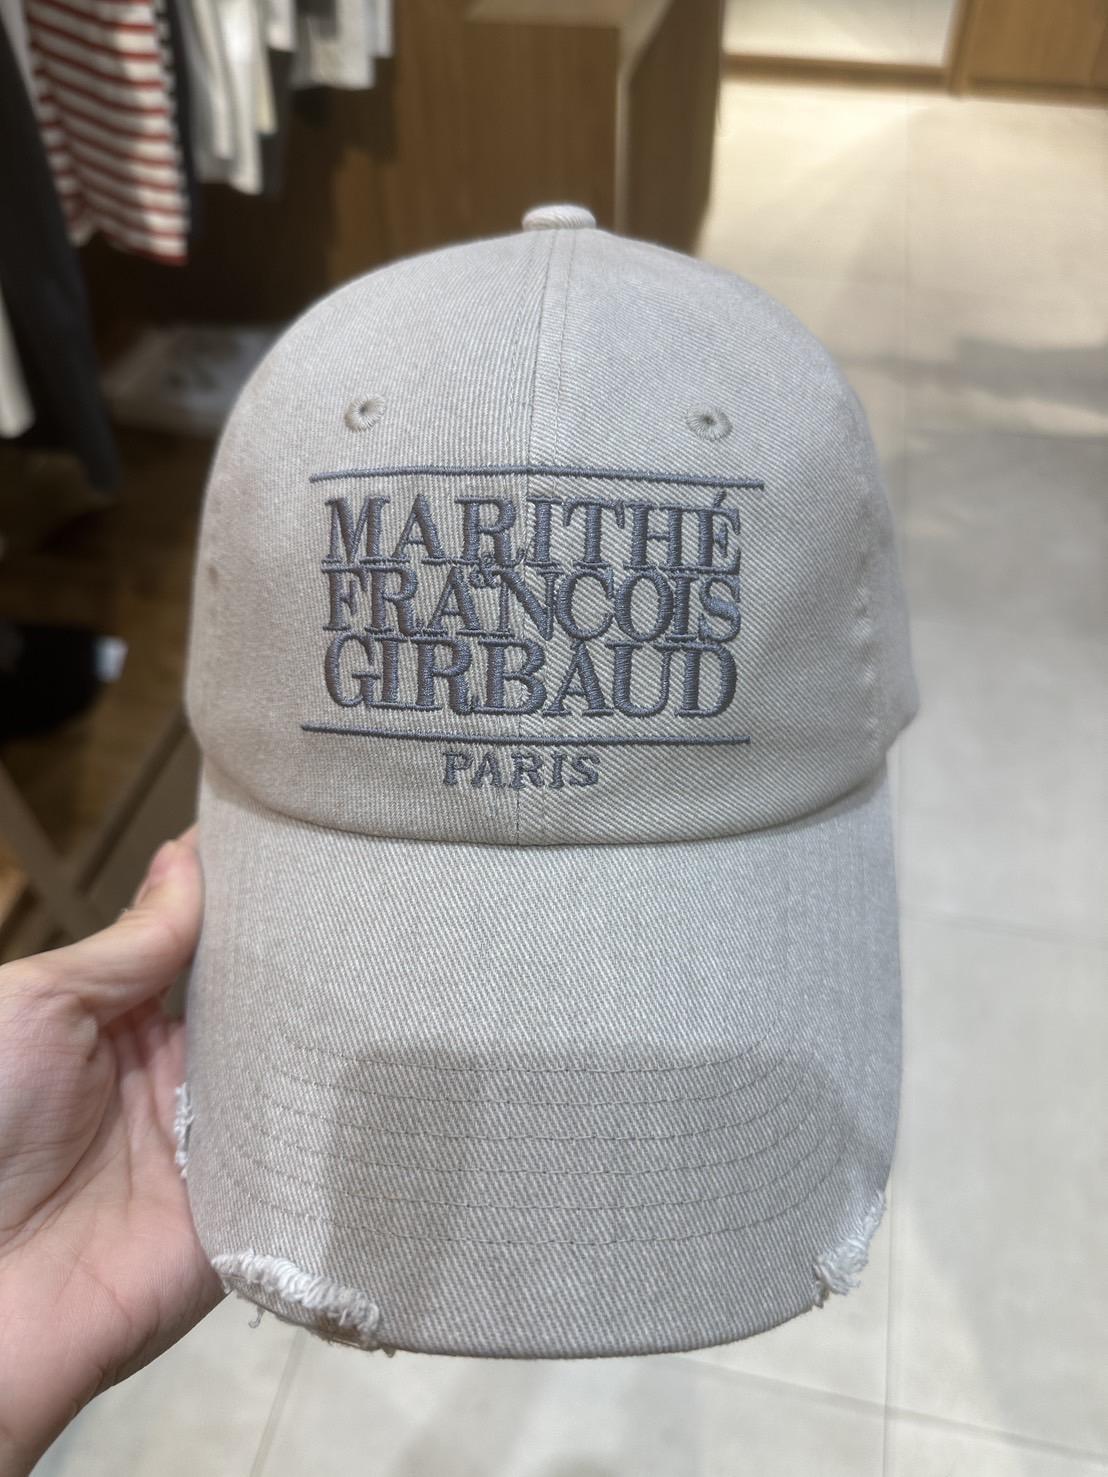 MARITHÉ
&
FRANCOIS
GIRBAUD
PARIS